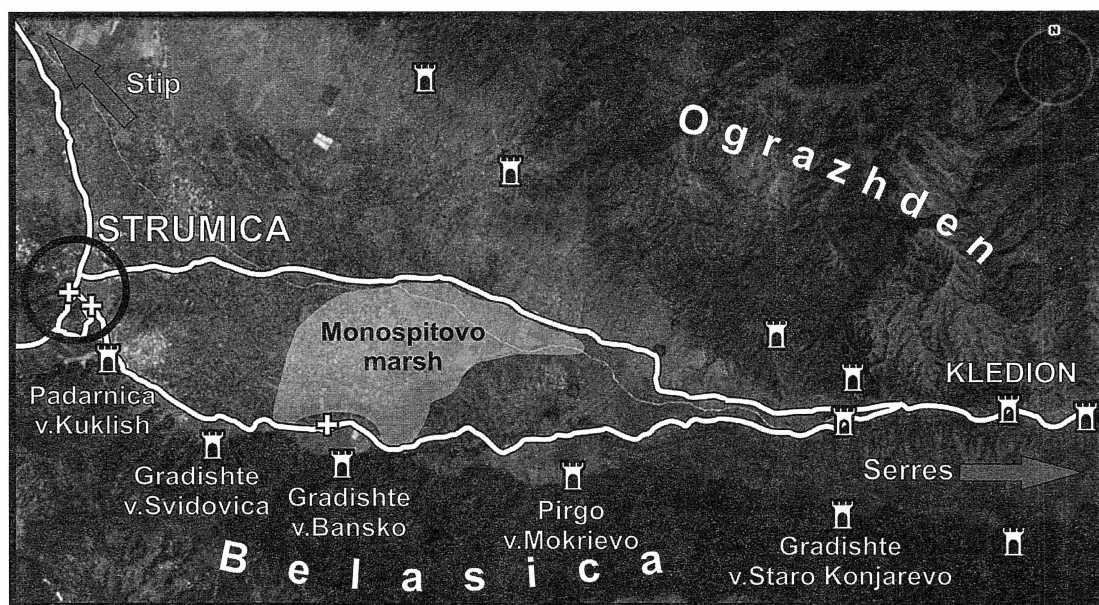 N
Stip
Ograzhden
STRUMICA
Monospitovo
marsh
KLEDION
Padarnica
v.Kuklish
Serres
Gradishte
v.Svidovica
Gradishte
v.Bansko
Pirgo
v.Mokrievo
Gradishte
v.Staro Konjarevo
Belasica